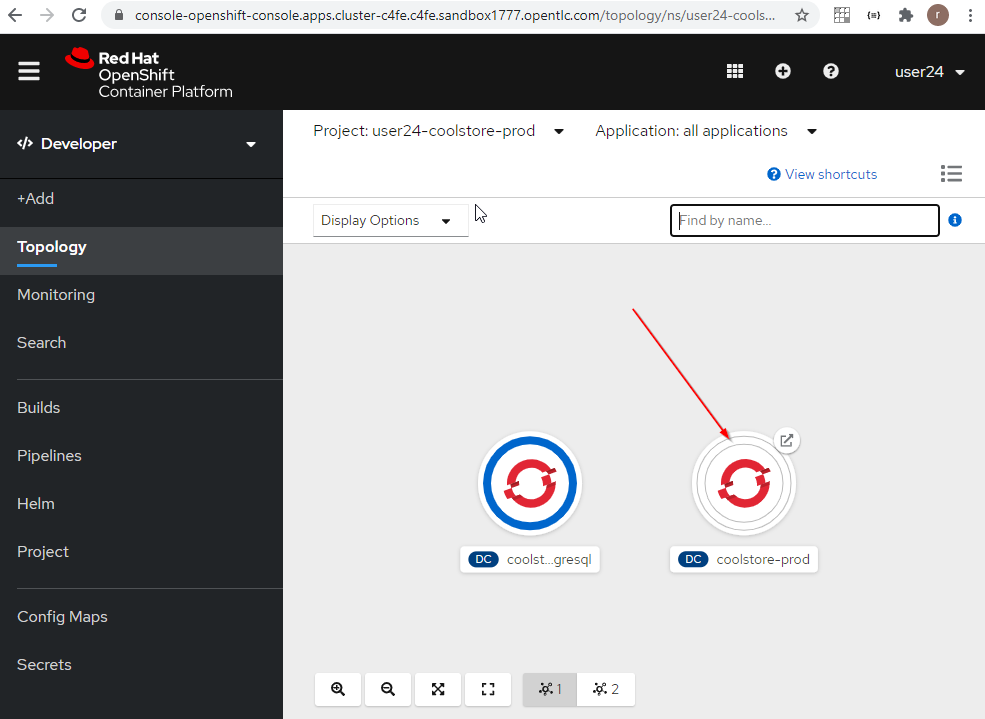 console-openshift-console.apps.cluster-c4fe.c4fe.sandbox1777.opentlc.com/topology/ns/user24-cools...
r
Red Hat
OpenShift
Container Platform
user24
Developer
Project: user24-coolstore-prod
Application: all applications
View shortcuts
+Add
Display Options
Find by name...
Topology
Monitoring
Search
Builds
Pipelines
Helm
Project
Config Maps
Secrets
DC coolst...gresql
DC coolstore-prod
1
2